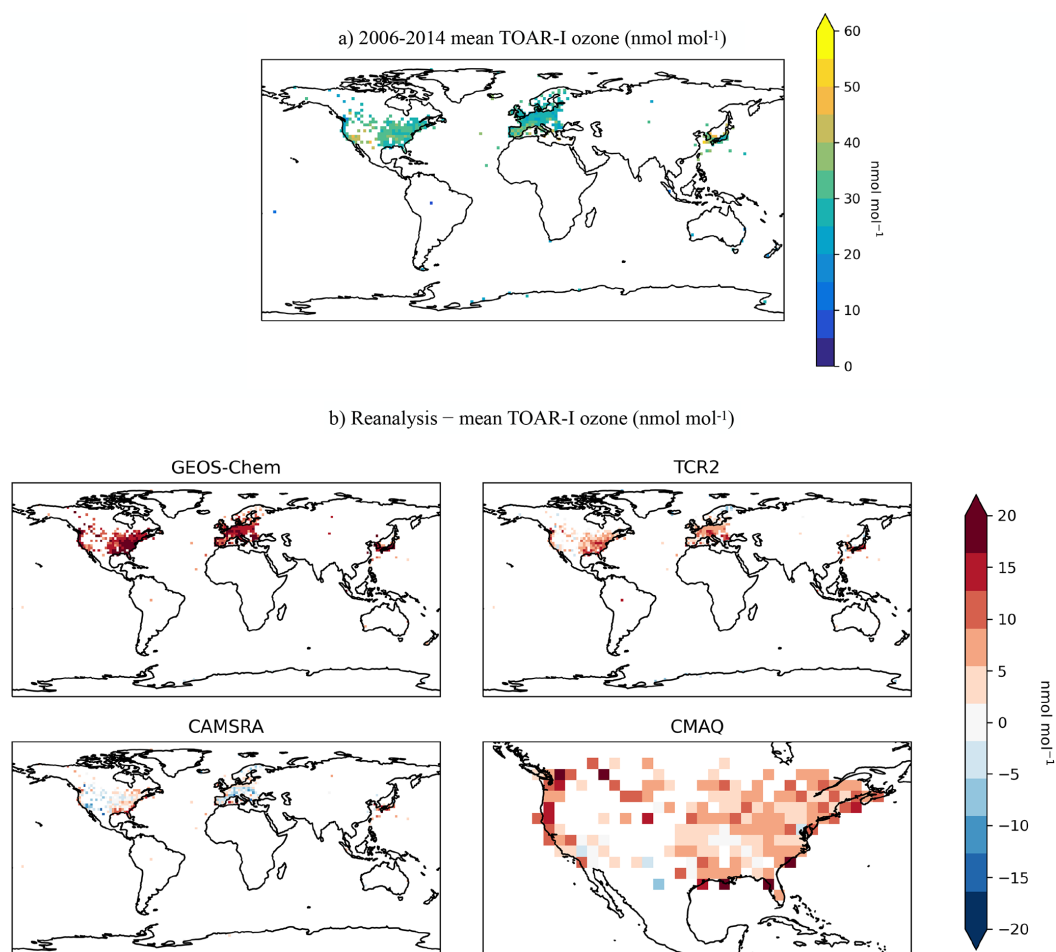 a) 2006-2014 mean TOAR-I ozone (nmol mol⁻¹)
60
50
40
30
20
10
0
nmol mol⁻¹
b) Reanalysis − mean TOAR-I ozone (nmol mol⁻¹)
GEOS-Chem
TCR2
CAMSRA
CMAQ
20
15
10
5
0
−5
−10
−15
−20
nmol mol⁻¹